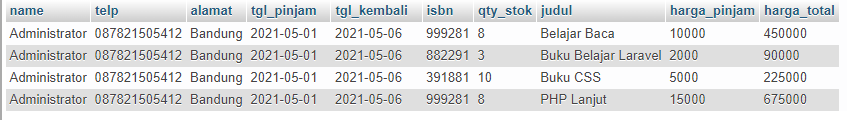 name telp alamat tgl_pinjam tgl_kembali isbn qty_stok judul harga_pinjam harga_total
Administrator 087821505412 Bandung 2021-05-01 2021-05-06 999281 8 Belajar Baca 10000 450000
Administrator 087821505412 Bandung 2021-05-01 2021-05-06 882291 3 Buku Belajar Laravel 2000 90000
Administrator 087821505412 Bandung 2021-05-01 2021-05-06 391881 10 Buku CSS 5000 225000
Administrator 087821505412 Bandung 2021-05-01 2021-05-06 999281 8 PHP Lanjut 15000 675000